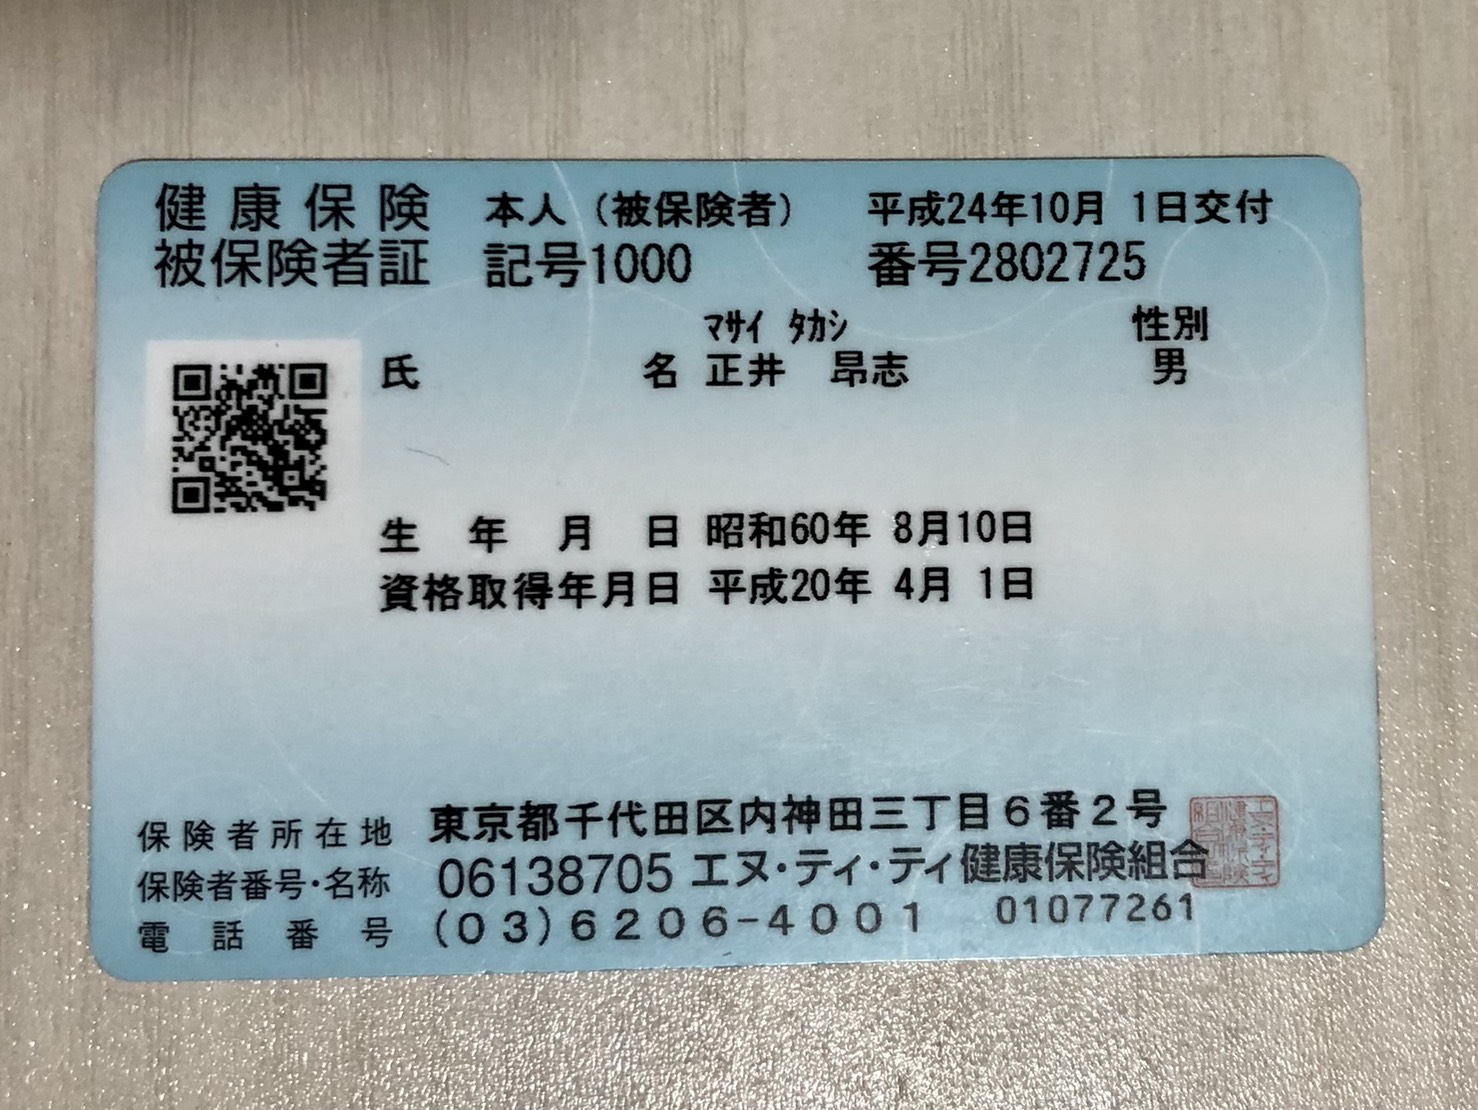 健康保険 本人（被保険者） 平成24年10月 1日交付
被保険者証 記号1000 番号2802725
ﾏｻｲ ﾀｶｼ 性別
氏名 正井 昂志 男
生年月日 昭和60年 8月10日
資格取得年月日 平成20年 4月 1日
保険者所在地 東京都千代田区内神田三丁目６番２号
保険者番号・名称 06138705 エヌ・ティ・ティ健康保険組合
電話番号 （０３）６２０６−４００１ 01077261